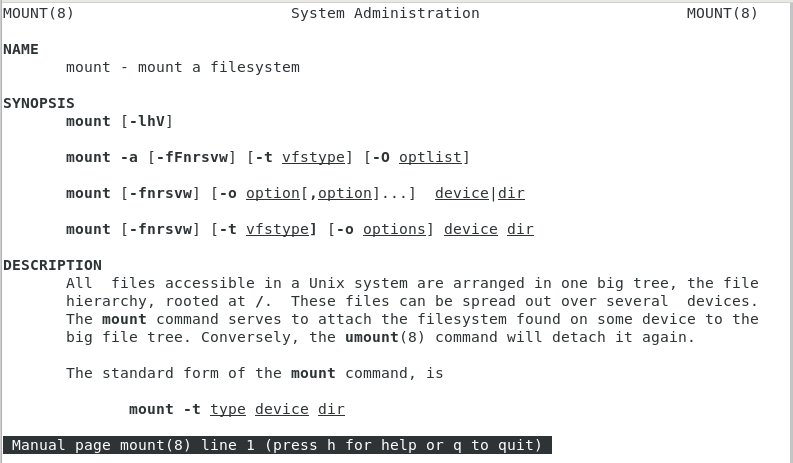 MOUNT(8)                        System Administration                       MOUNT(8)
NAME
       mount - mount a filesystem
SYNOPSIS
       mount [-lhV]
       mount -a [-fFnrsvw] [-t vfstype] [-O optlist]
       mount [-fnrsvw] [-o option[,option]...]  device|dir
       mount [-fnrsvw] [-t vfstype] [-o options] device dir
DESCRIPTION
       All  files accessible in a Unix system are arranged in one big tree, the file
       hierarchy, rooted at /.  These files can be spread out over several  devices.
       The mount command serves to attach the filesystem found on some device to the
       big file tree. Conversely, the umount(8) command will detach it again.
       The standard form of the mount command, is
              mount -t type device dir
 Manual page mount(8) line 1 (press h for help or q to quit)